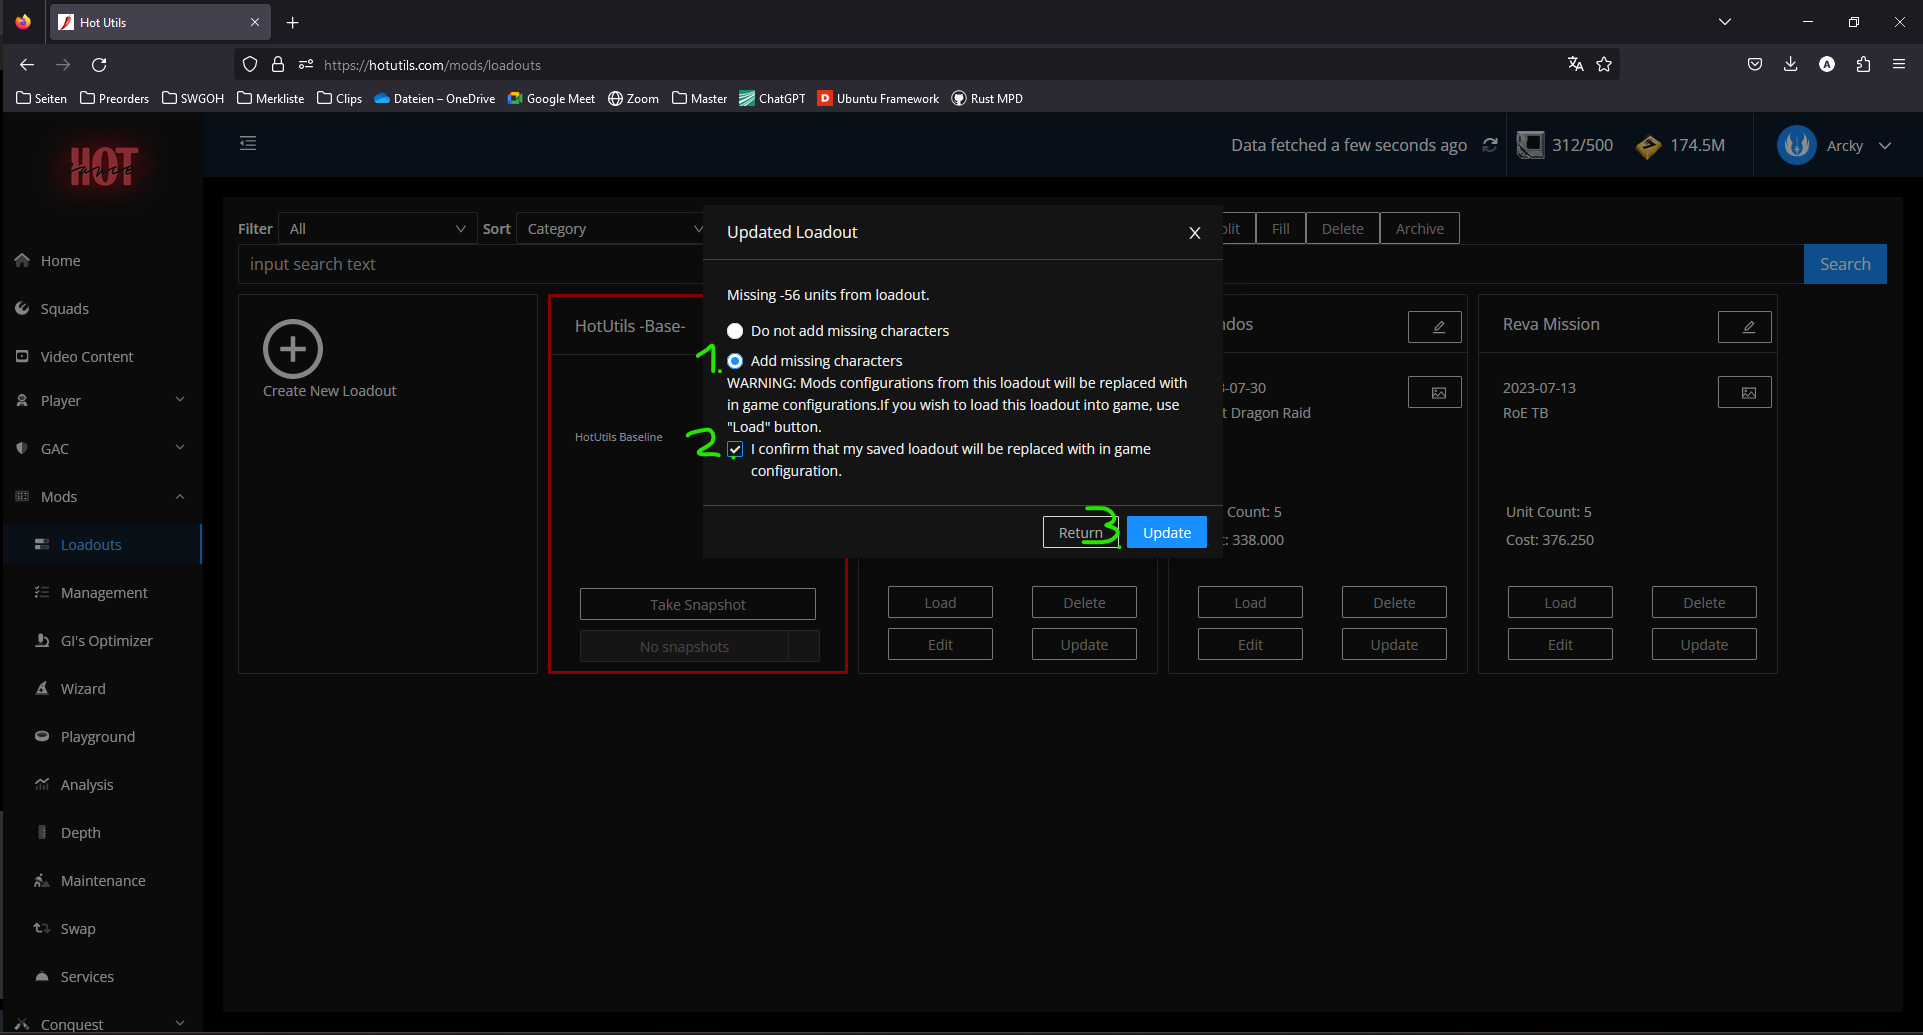 Hot Utils
https://hotutils.com/mods/loadouts
Seiten
Preorders
SWGOH
Merkliste
Clips
Dateien – OneDrive
Google Meet
Zoom
Master
ChatGPT
Ubuntu Framework
Rust MPD
HOT
Data fetched a few seconds ago
312/500
174.5M
Arcky
Home
Squads
Video Content
Player
GAC
Mods
Loadouts
Management
GI's Optimizer
Wizard
Playground
Analysis
Depth
Maintenance
Swap
Services
Conquest
Filter
All
Sort
Category
Fill
Delete
Archive
input search text
Search
Create New Loadout
HotUtils -Base-
HotUtils Baseline
Take Snapshot
No snapshots
Updated Loadout
Missing -56 units from loadout.
Do not add missing characters
1.
Add missing characters
WARNING: Mods configurations from this loadout will be replaced with
in game configurations.If you wish to load this loadout into game, use
"Load" button.
2.
I confirm that my saved loadout will be replaced with in game
configuration.
Return
3.
Update
Load
Delete
Edit
Update
-07-30
Dragon Raid
Count: 5
338.000
Load
Delete
Edit
Update
Reva Mission
2023-07-13
RoE TB
Unit Count: 5
Cost: 376.250
Load
Delete
Edit
Update